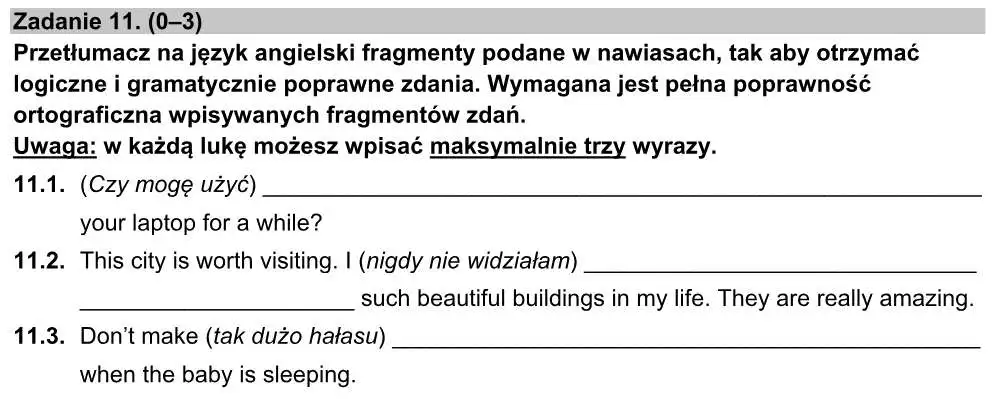 Zadanie 11. (0–3)
Przetłumacz na język angielski fragmenty podane w nawiasach, tak aby otrzymać
logiczne i gramatycznie poprawne zdania. Wymagana jest pełna poprawność
ortograficzna wpisywanych fragmentów zdań.
Uwaga: w każdą lukę możesz wpisać maksymalnie trzy wyrazy.
11.1. (Czy mogę użyć) ____________________
your laptop for a while?
11.2. This city is worth visiting. I (nigdy nie widziałam) ____________________
____________________ such beautiful buildings in my life. They are really amazing.
11.3. Don’t make (tak dużo hałasu) ____________________
when the baby is sleeping.